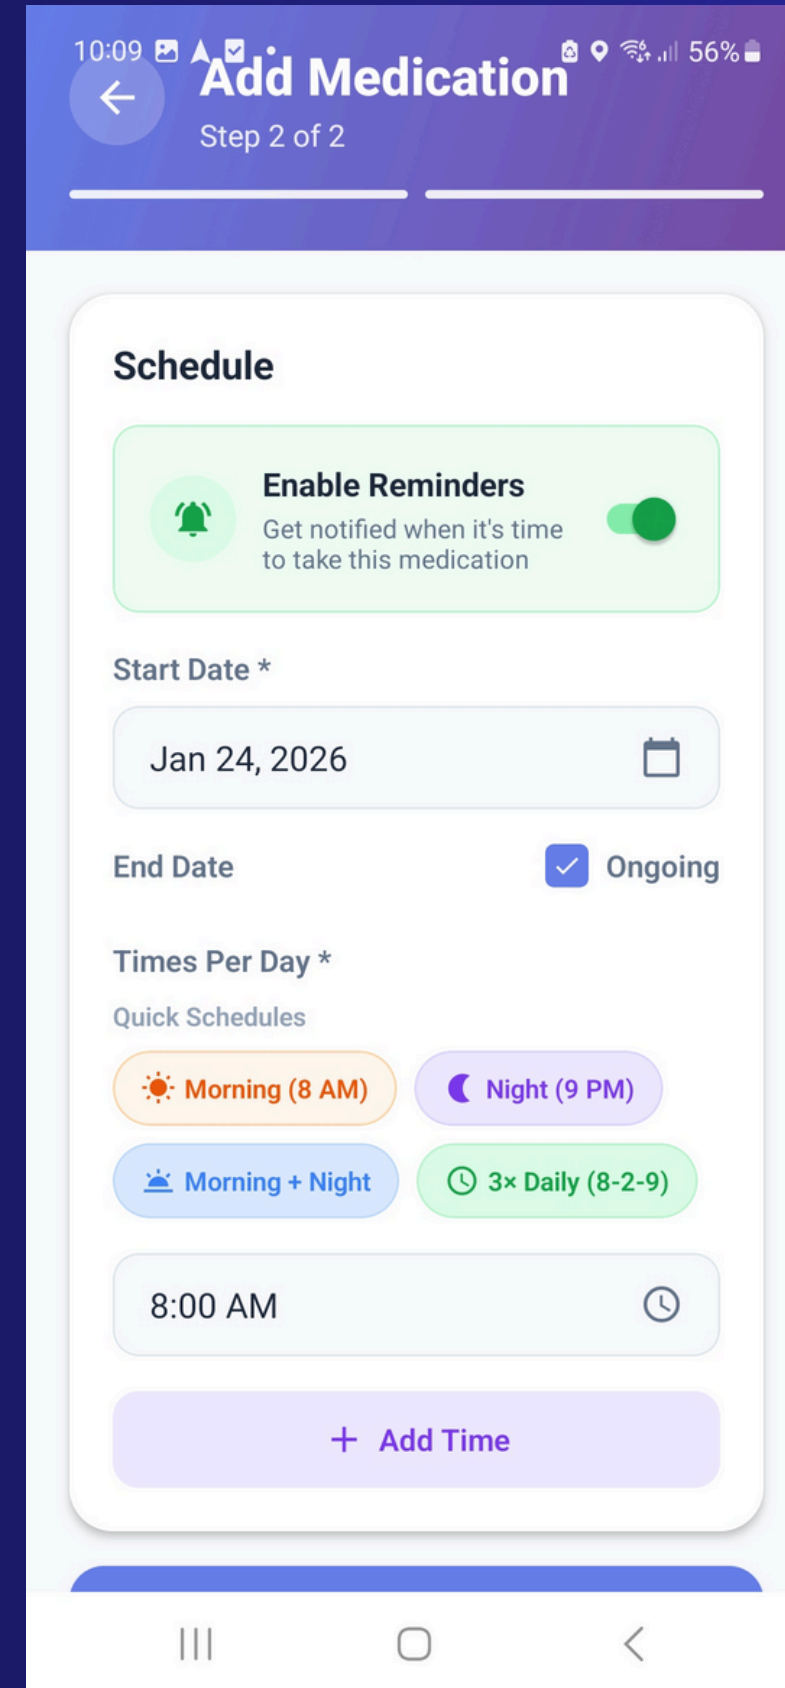 10:09 56%
Add Medication
Step 2 of 2
Schedule
Enable Reminders
Get notified when it's time
to take this medication
Start Date *
Jan 24, 2026
End Date Ongoing
Times Per Day *
Quick Schedules
Morning (8 AM) Night (9 PM)
Morning + Night 3× Daily (8-2-9)
8:00 AM
+ Add Time